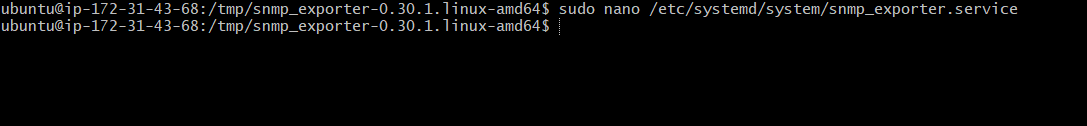 ubuntu@ip-172-31-43-68:/tmp/snmp_exporter-0.30.1.linux-amd64$ sudo nano /etc/systemd/system/snmp_exporter.service
ubuntu@ip-172-31-43-68:/tmp/snmp_exporter-0.30.1.linux-amd64$